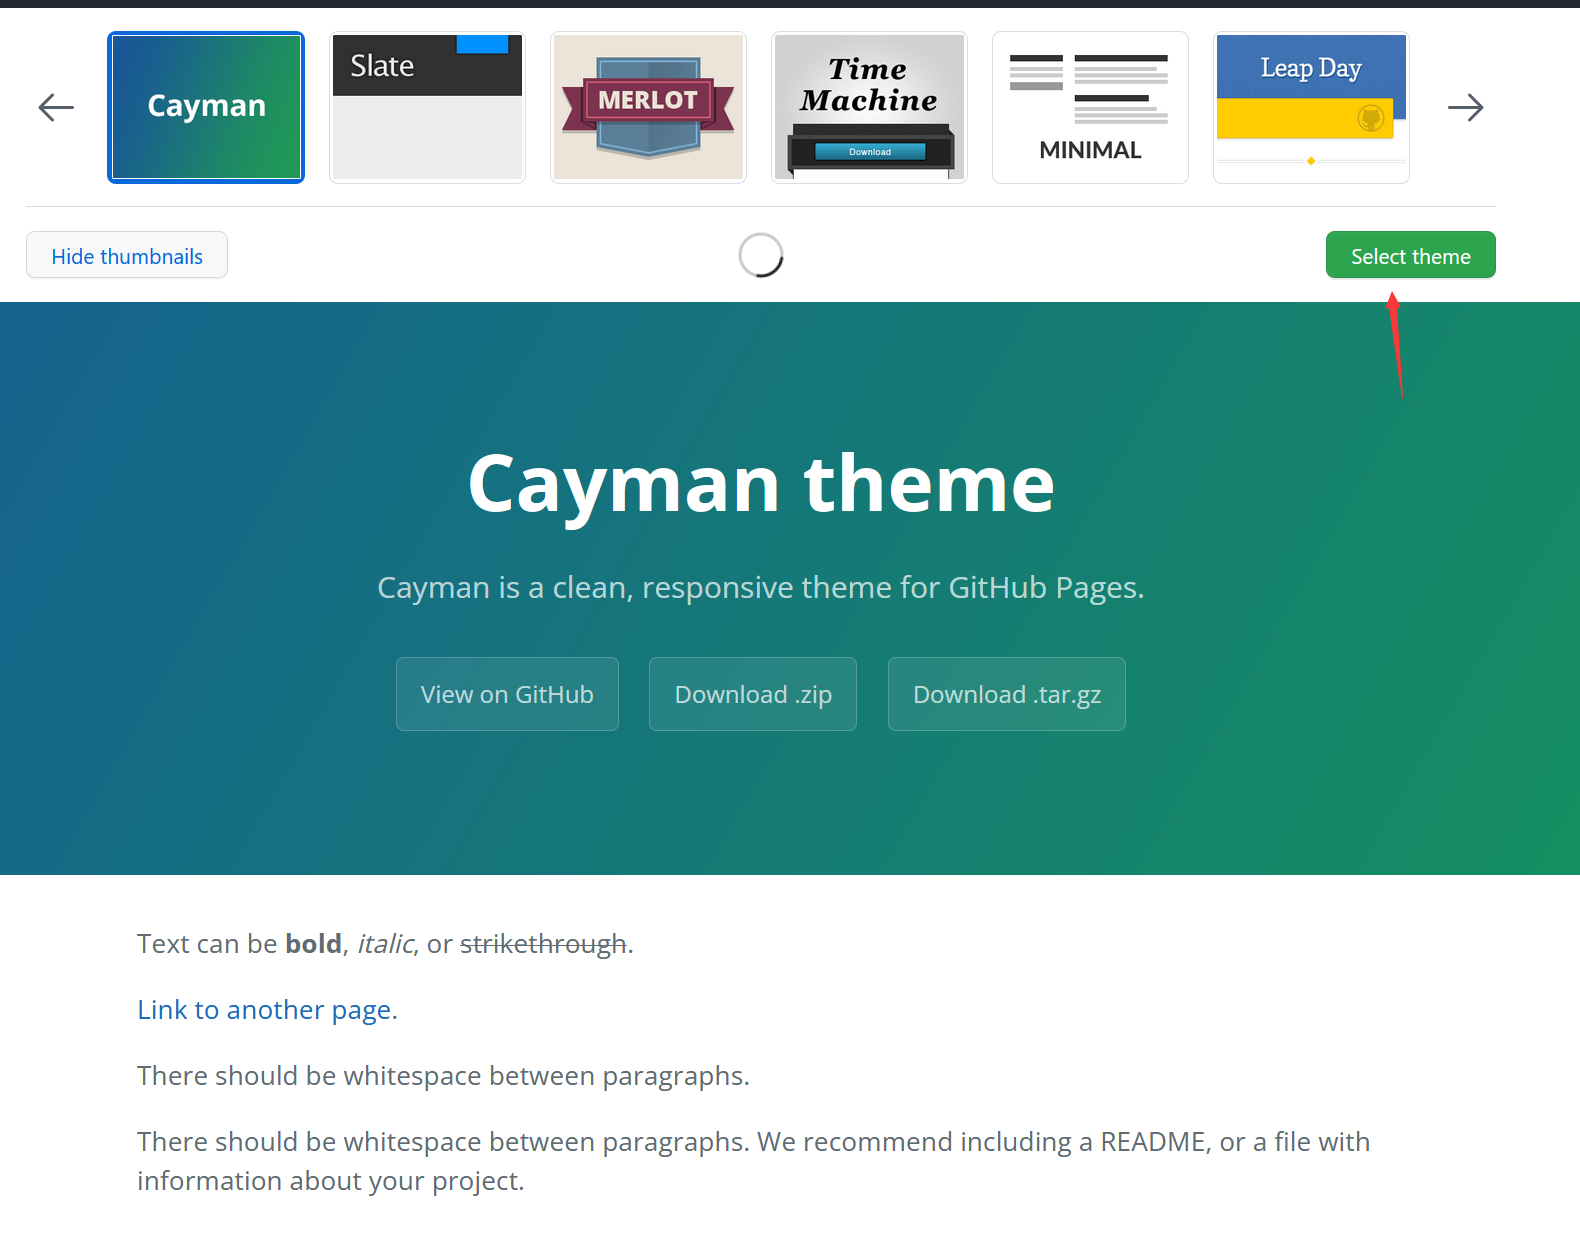 Cayman
Slate
MERLOT
Time
Machine
Download
MINIMAL
Leap Day
Hide thumbnails
Select theme
Cayman theme
Cayman is a clean, responsive theme for GitHub Pages.
View on GitHub
Download .zip
Download .tar.gz
Text can be bold, italic, or strikethrough.
Link to another page.
There should be whitespace between paragraphs.
There should be whitespace between paragraphs. We recommend including a README, or a file with
information about your project.